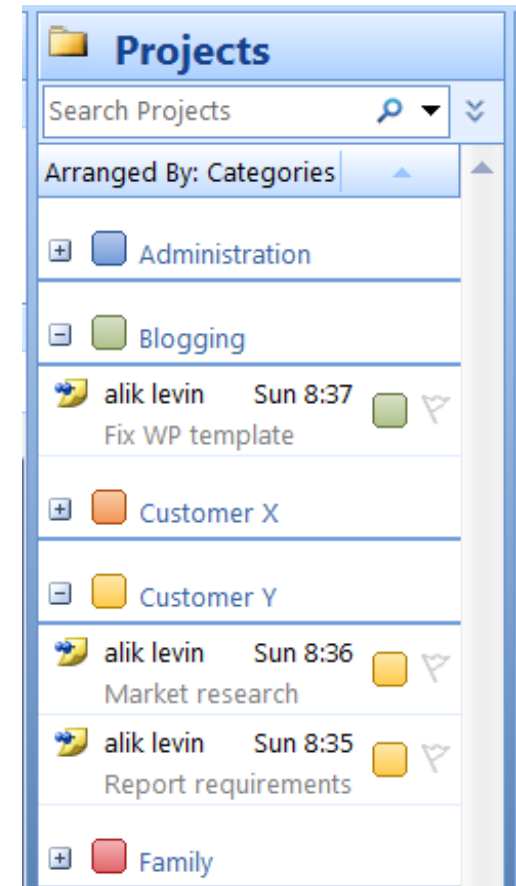 Projects
Search Projects
Arranged By: Categories
Administration
Blogging
alik levin Sun 8:37
Fix WP template
Customer X
Customer Y
alik levin Sun 8:36
Market research
alik levin Sun 8:35
Report requirements
Family